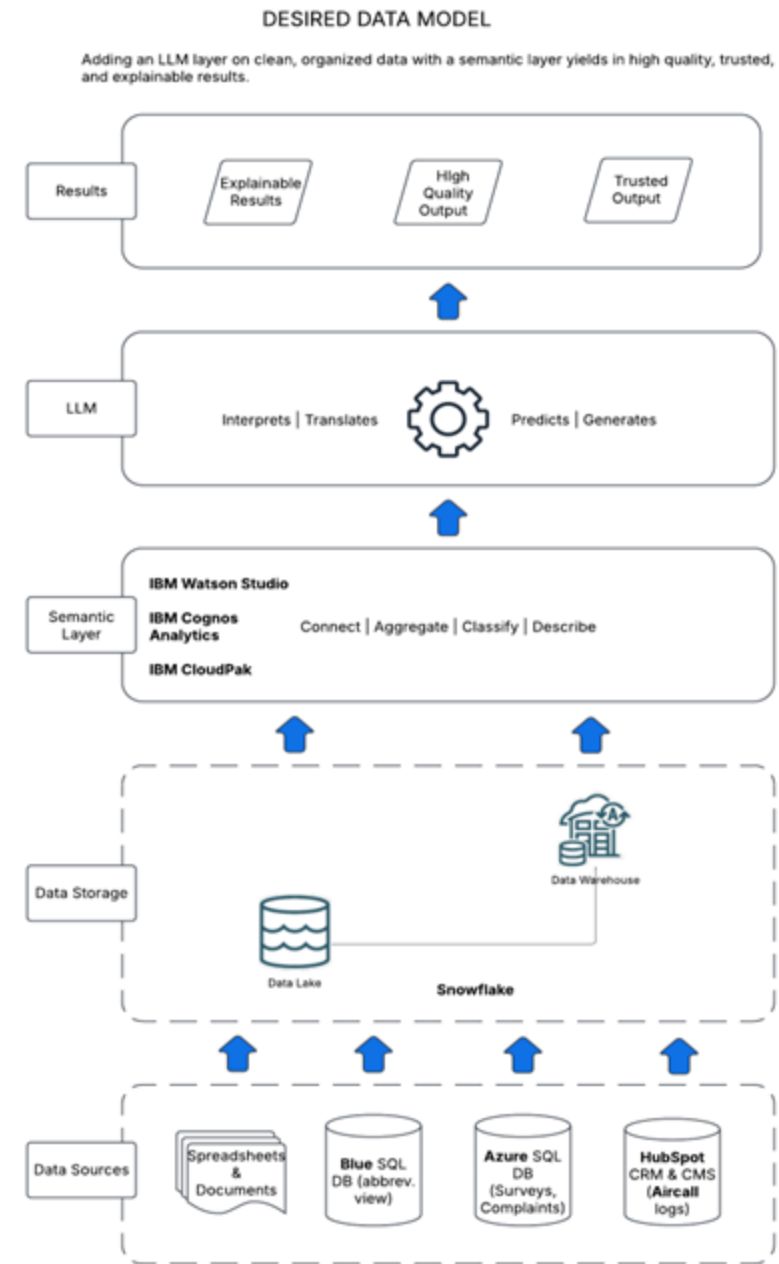 DESIRED DATA MODEL
Adding an LLM layer on clean, organized data with a semantic layer yields in high quality, trusted,
and explainable results.
Results
Explainable
Results
HIgh
Quality
Output
Trusted
Output
LLM
Interprets | Translates
Predicts | Generates
Semantic
Layer
IBM Watson Studio
IBM Cognos
Analytics
IBM CloudPak
Connect | Aggregate | Classify | Describe
Data Storage
A
Data Warehouse
Data Lake
Snowflake
Data Sources
Spreadsheets
&
Documents
Blue SQL
DB (abbrev.
view)
Azure SQL
DB
(Surveys,
Complaints)
HubSpot
CRM & CMS
(Aircall
logs)